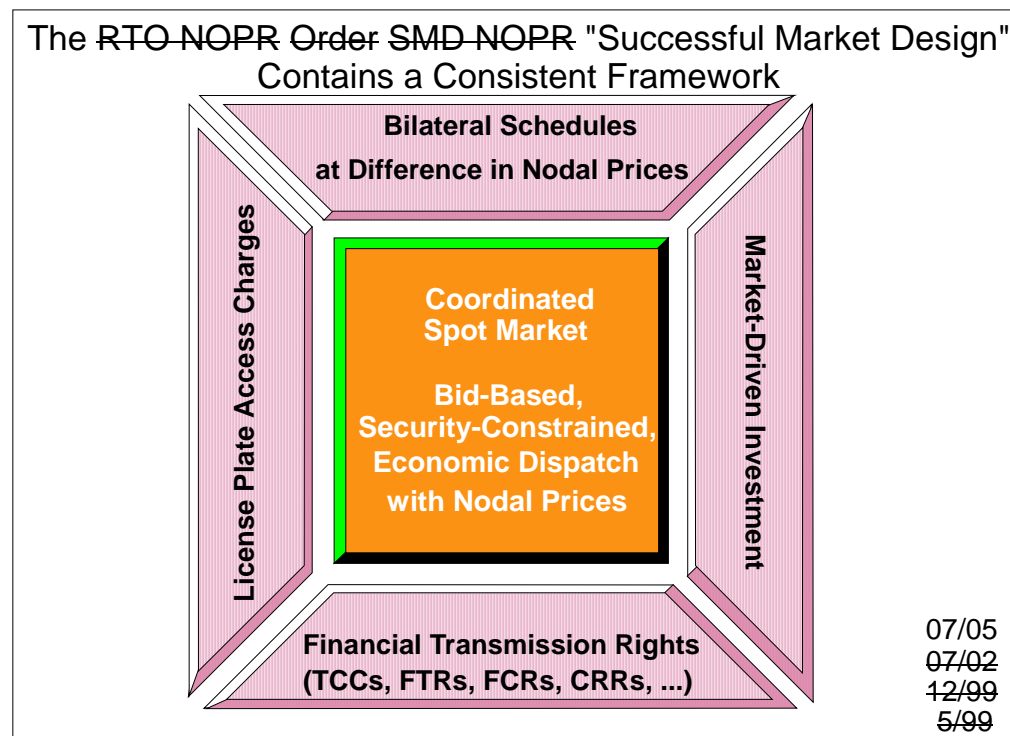 The RTO NOPR Order SMD NOPR "Successful Market Design"
Contains a Consistent Framework
Bilateral Schedules
at Difference in Nodal Prices
License Plate Access Charges
Coordinated
Spot Market
Bid-Based,
Security-Constrained,
Economic Dispatch
with Nodal Prices
Market-Driven Investment
Financial Transmission Rights
(TCCs, FTRs, FCRs, CRRs, ...)
07/05
07/02
12/99
5/99